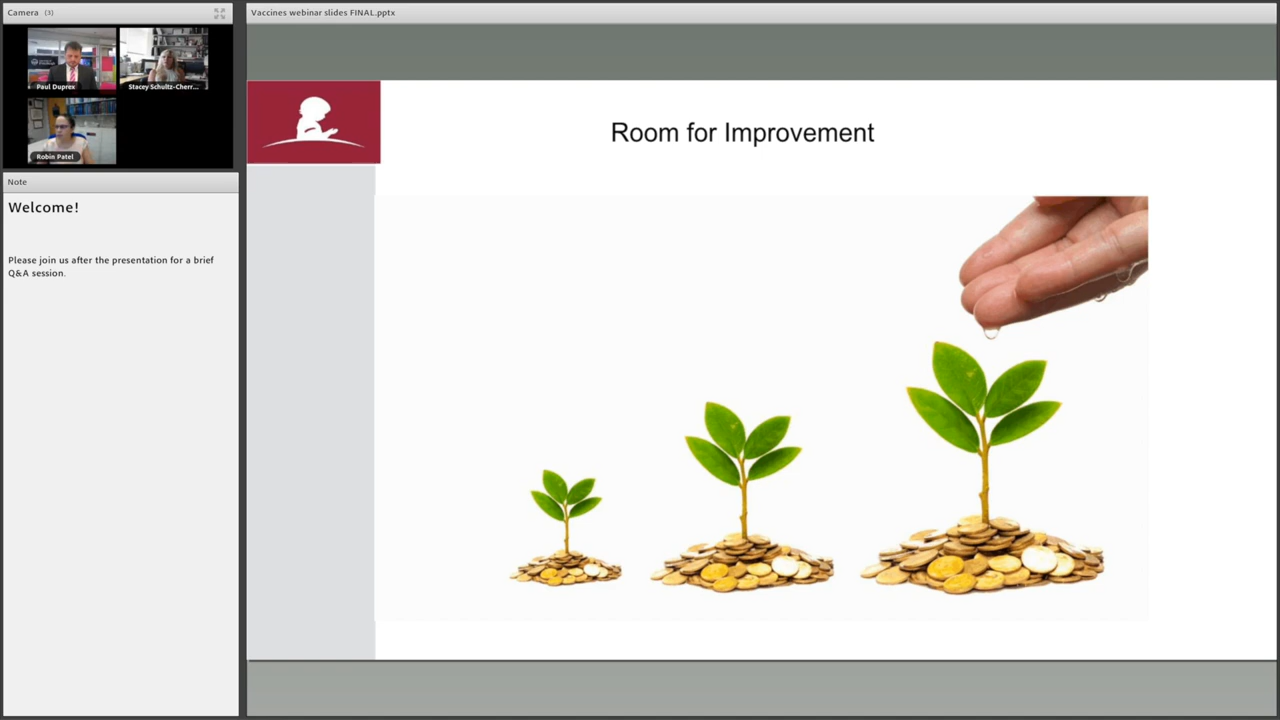 Camera (3)
Paul Duprex
Stacey Schultz-Cherr...
Robin Patel
Note
Welcome!
Please join us after the presentation for a brief
Q&A session.
Vaccines webinar slides FINAL.pptx
Room for Improvement